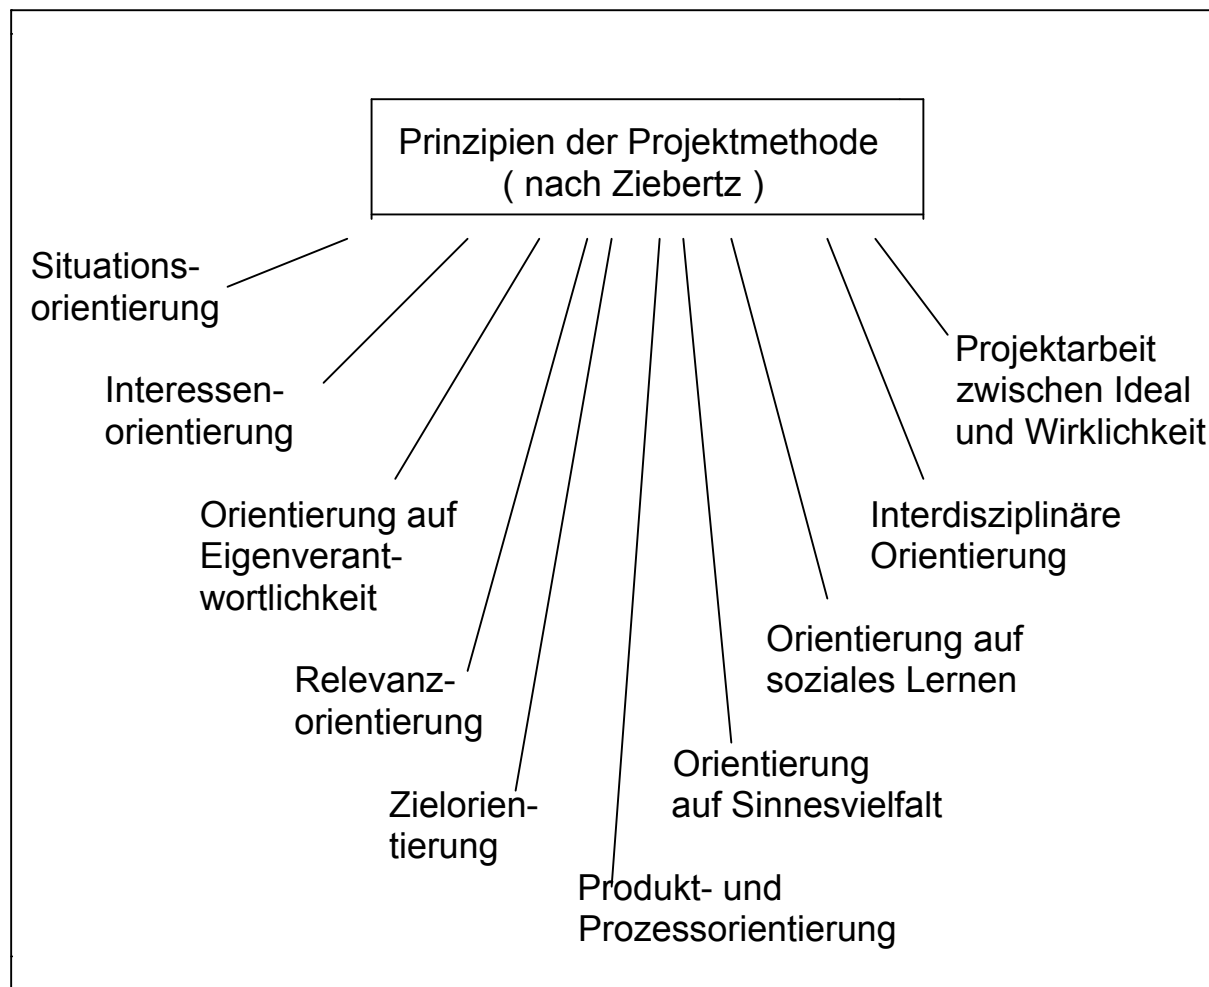 Prinzipien der Projektmethode
( nach Ziebertz )
Situations-
orientierung
Interessen-
orientierung
Orientierung auf
Eigenverant-
wortlichkeit
Relevanz-
orientierung
Zielorien-
tierung
Produkt- und
Prozessorientierung
Orientierung
auf Sinnesvielfalt
Orientierung auf
soziales Lernen
Interdisziplinäre
Orientierung
Projektarbeit
zwischen Ideal
und Wirklichkeit